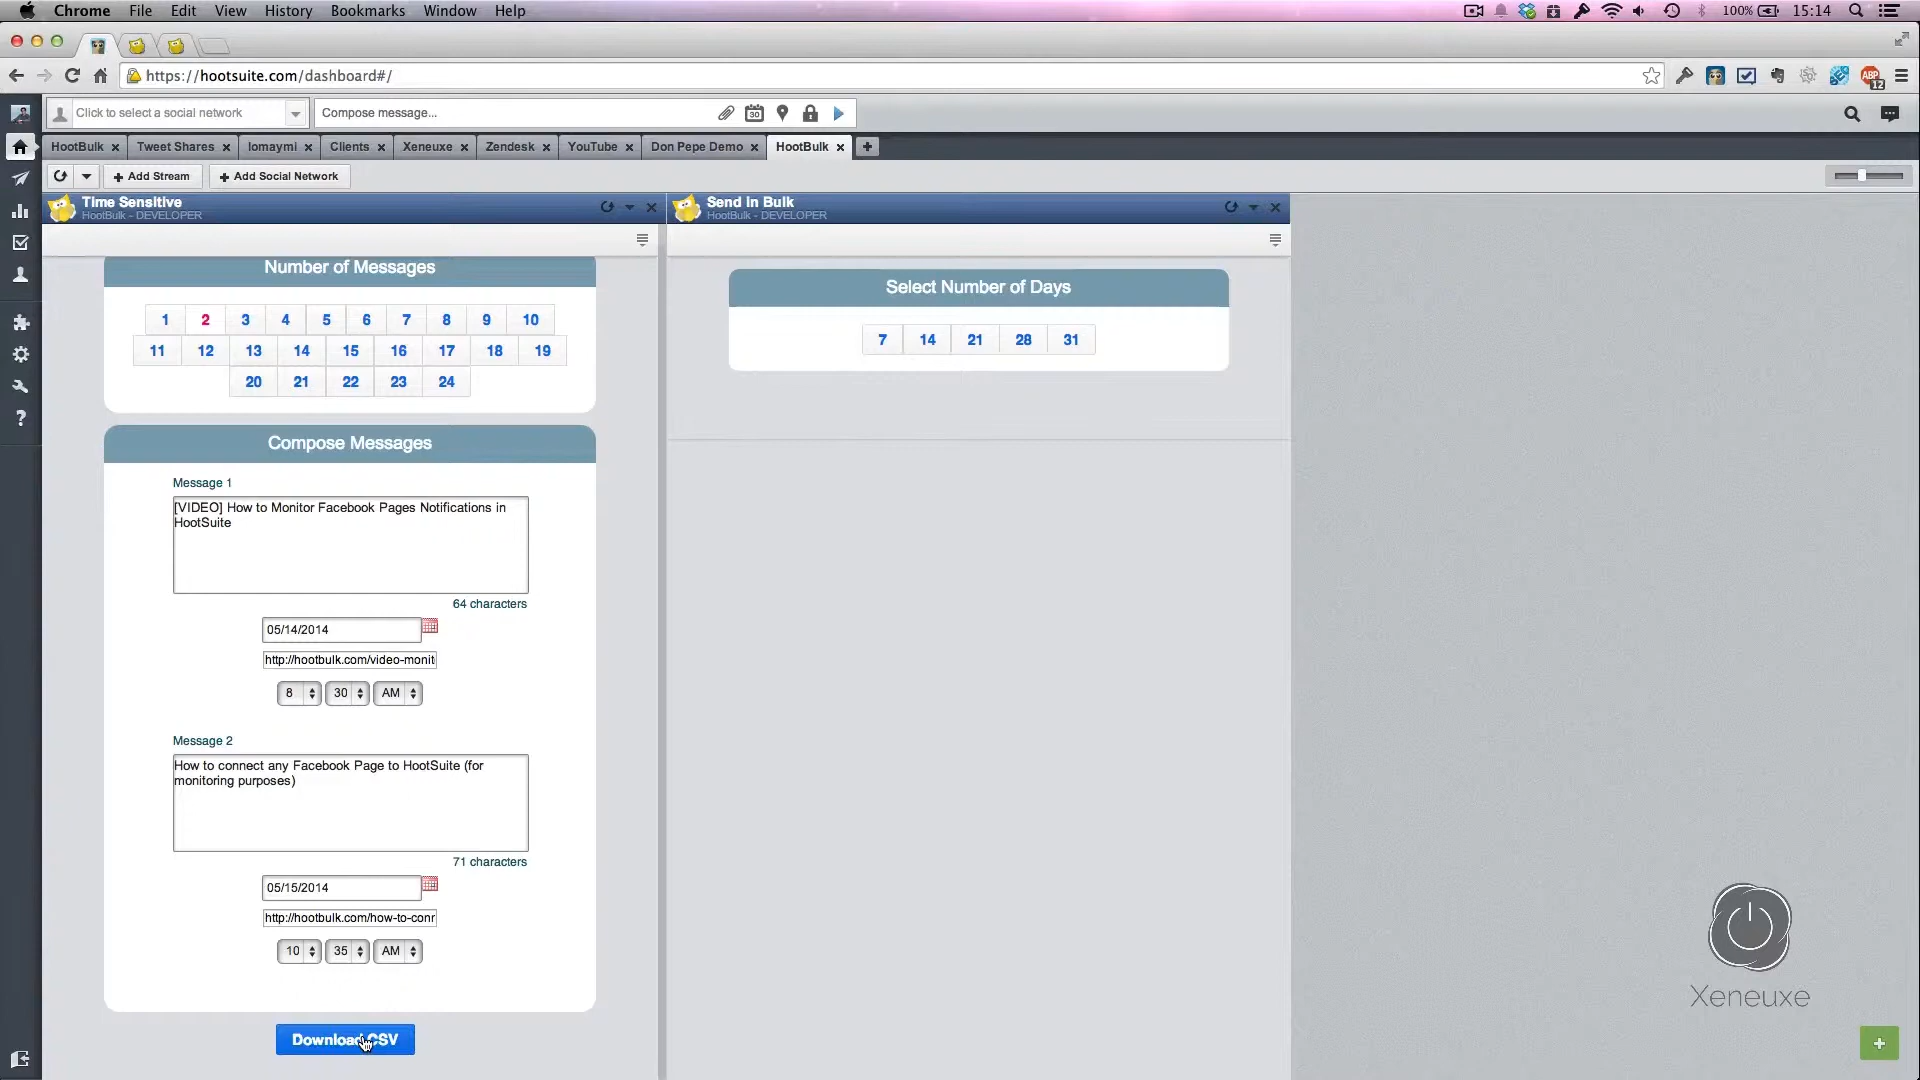 Chrome File Edit View History Bookmarks Window Help 100% 15:14
https://hootsuite.com/dashboard#/ ABP 12
Click to select a social network Compose message... 30
HootBulk Tweet Shares lomaymi Clients Xeneuxe Zendesk YouTube Don Pepe Demo HootBulk
Add Stream Add Social Network
Time Sensitive
HootBulk - DEVELOPER
Number of Messages
1 2 3 4 5 6 7 8 9 10
11 12 13 14 15 16 17 18 19
20 21 22 23 24
Compose Messages
Message 1
[VIDEO] How to Monitor Facebook Pages Notifications in
HootSuite
64 characters
05/14/2014
http://hootbulk.com/video-monit
8 30 AM
Message 2
How to connect any Facebook Page to HootSuite (for
monitoring purposes)
71 characters
05/15/2014
http://hootbulk.com/how-to-conr
10 35 AM
Download CSV
Send In Bulk
HootBulk - DEVELOPER
Select Number of Days
7 14 21 28 31
Xeneuxe